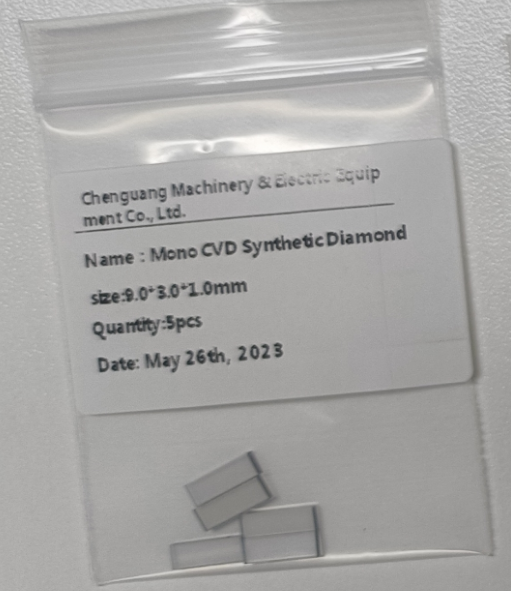 Chenguang Machinery & Electric Equip
ment Co., Ltd.
Name : Mono CVD Synthetic Diamond
size:9.0*3.0*1.0mm
Quantity:5pcs
Date: May 26th, 2023